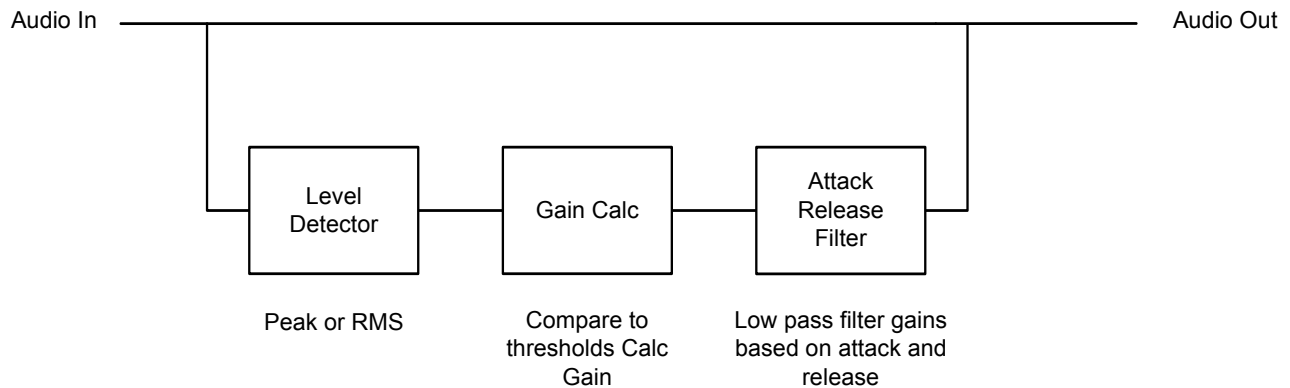 Audio In
Audio Out
Level
Detector
Gain Calc
Attack
Release
Filter
Peak or RMS
Compare to
thresholds Calc
Gain
Low pass filter gains
based on attack and
release